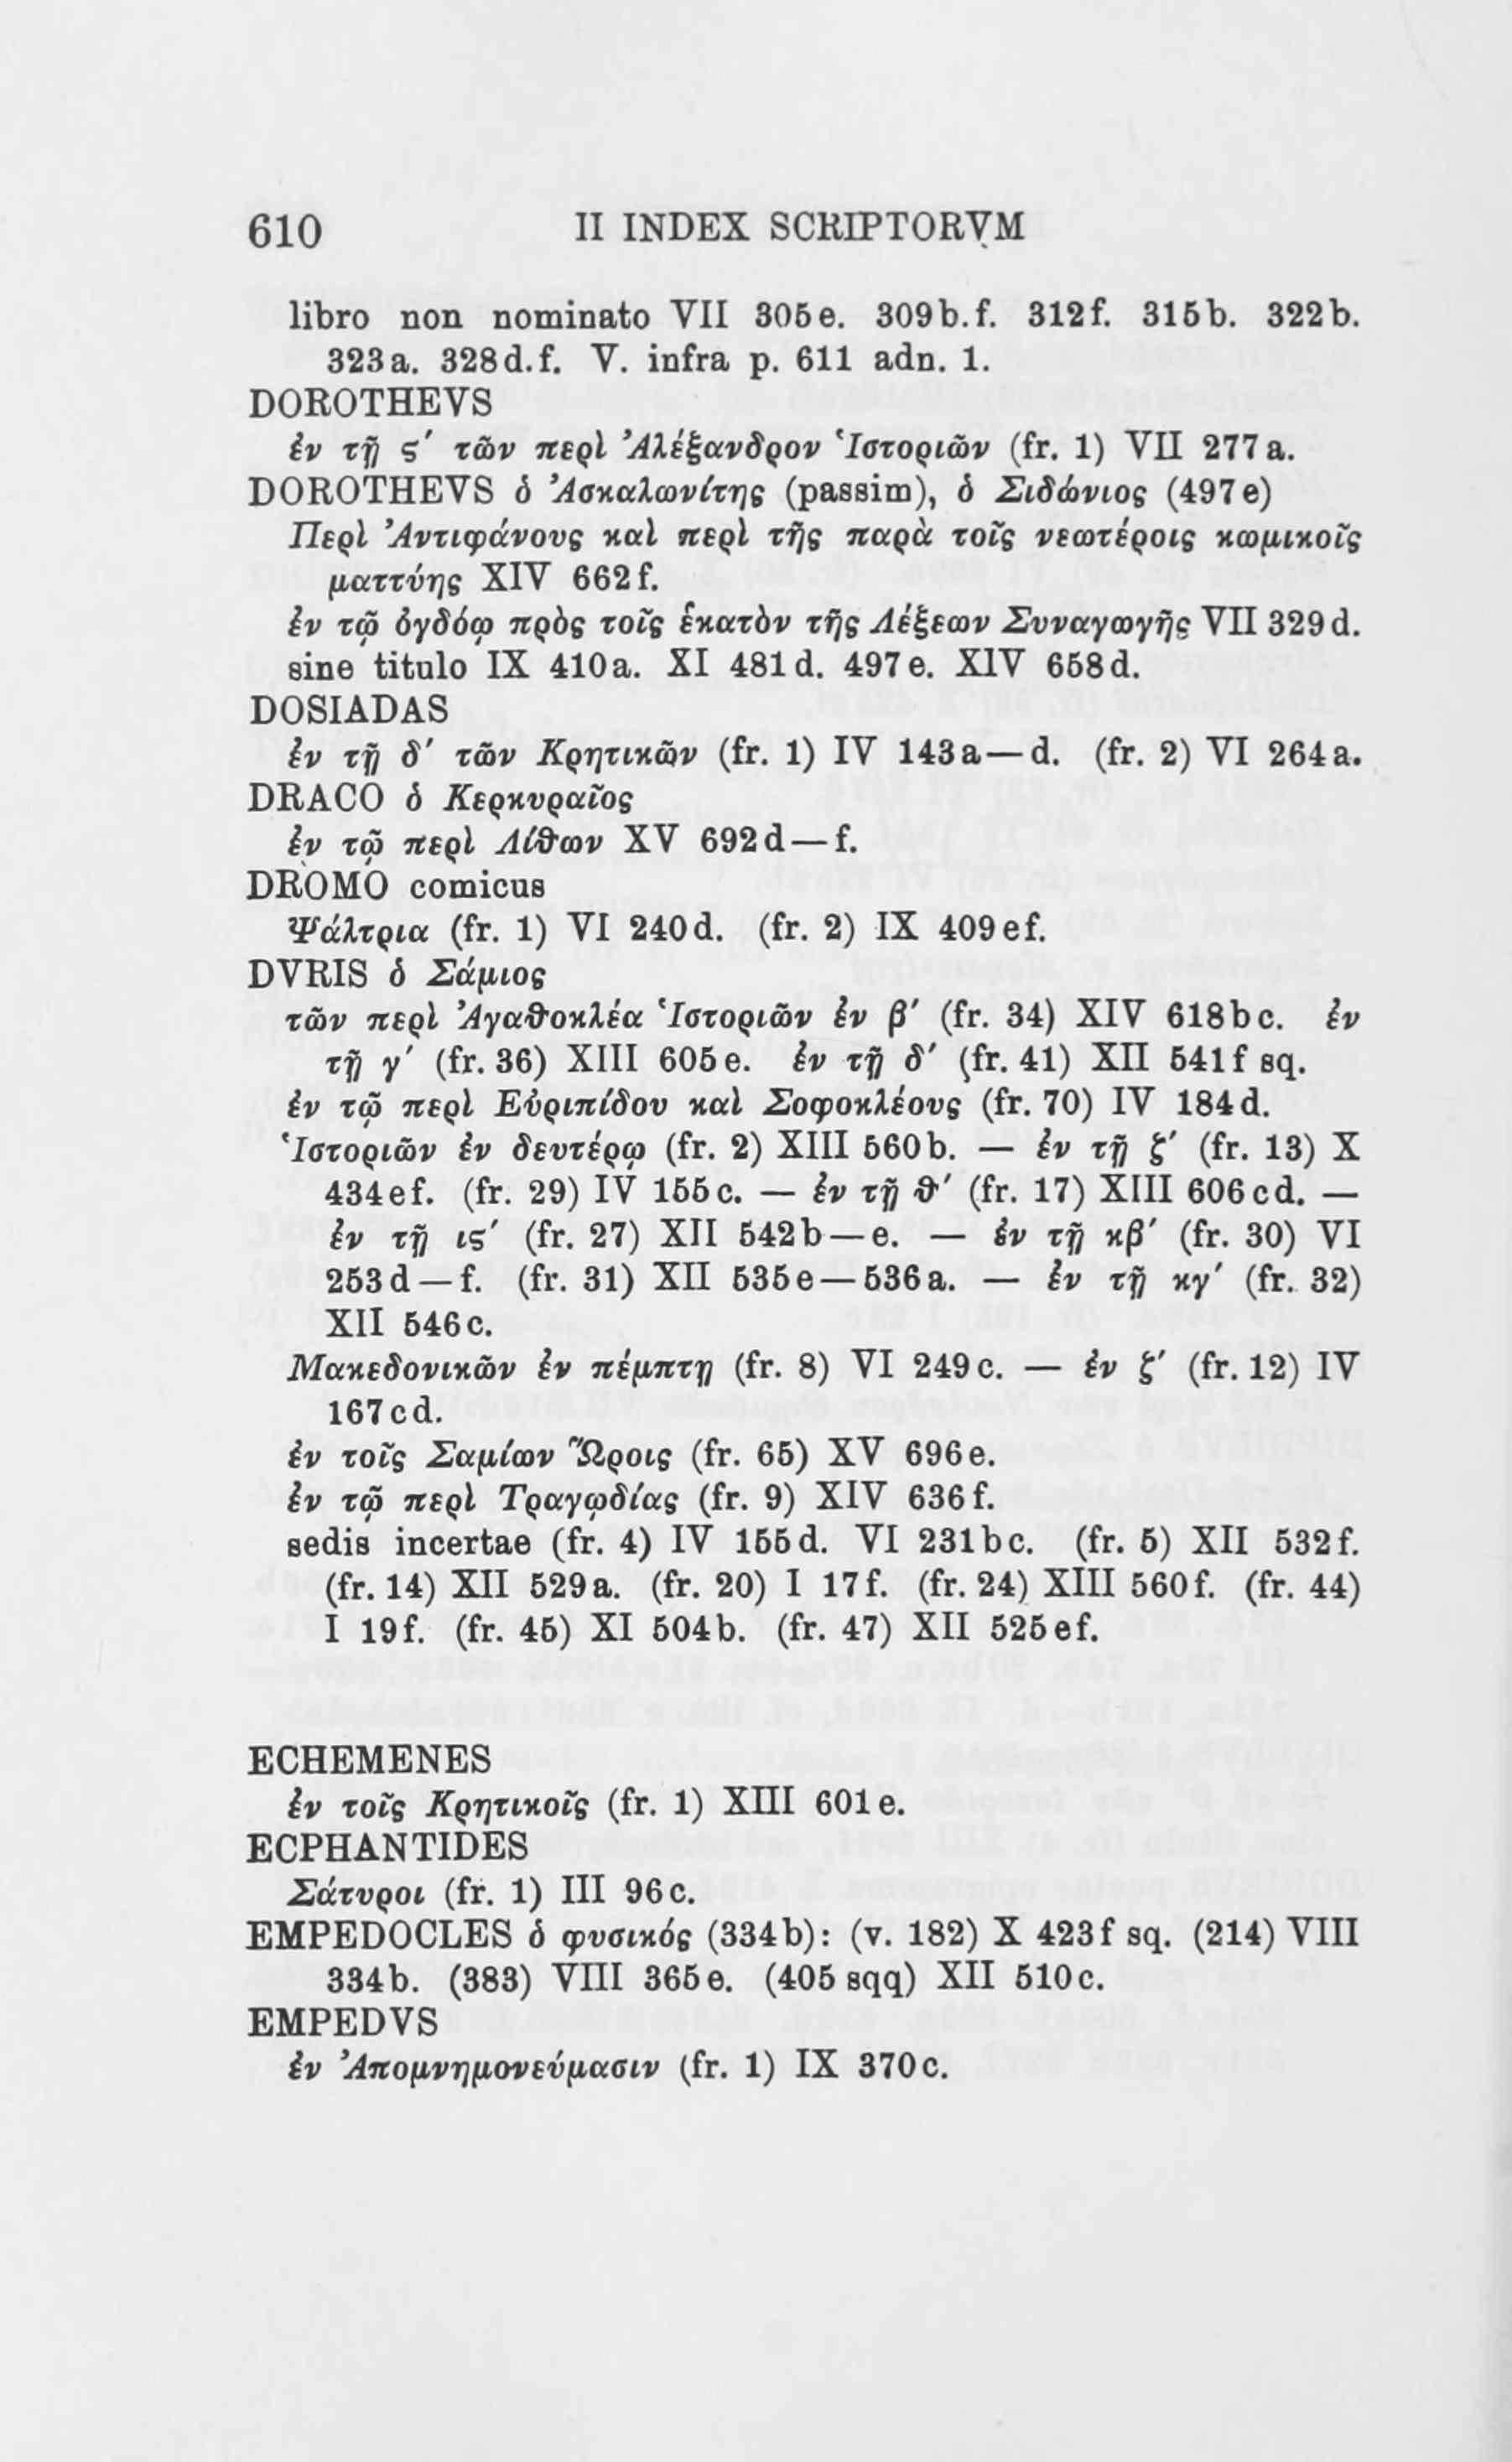 610 II INDEX SCRIPTORVM
libro non nominato VII 305e. 309b.f. 312f. 315b. 322b.
323a. 328d.f. V. infra p. 611 adn. 1.
DOROTHEVS
ἐν τῇ ϛ′ τῶν περὶ Ἀλέξανδρον Ἱστοριῶν (fr. 1) VII 277a.
DOROTHEVS ὁ Ἀσκαλωνίτης (passim), ὁ Σιδώνιος (497e)
Περὶ Ἀντιφάνους καὶ περὶ τῆς παρὰ τοῖς νεωτέροις κωμικοῖς
ματτύης XIV 662f.
ἐν τῷ ὀγδόῳ πρὸς τοῖς ἑκατὸν τῆς Λέξεων Συναγωγῆς VII 329d.
sine titulo IX 410a. XI 481d. 497e. XIV 658d.
DOSIADAS
ἐν τῇ δ′ τῶν Κρητικῶν (fr. 1) IV 143a—d. (fr. 2) VI 264a.
DRACO ὁ Κερκυραῖος
ἐν τῷ περὶ Λίθων XV 692d—f.
DROMO comicus
Ψάλτρια (fr. 1) VI 240d. (fr. 2) IX 409ef.
DVRIS ὁ Σάμιος
τῶν περὶ Ἀγαθοκλέα Ἱστοριῶν ἐν β′ (fr. 34) XIV 618bc. ἐν
τῇ γ′ (fr. 36) XIII 605e. ἐν τῇ δ′ (fr. 41) XII 541f sq.
ἐν τῷ περὶ Εὐριπίδου καὶ Σοφοκλέους (fr. 70) IV 184d.
Ἱστοριῶν ἐν δευτέρῳ (fr. 2) XIII 560b. — ἐν τῇ ζ′ (fr. 13) X
434ef. (fr. 29) IV 155c. — ἐν τῇ θ′ (fr. 17) XIII 606cd. —
ἐν τῇ ιϛ′ (fr. 27) XII 542b—e. — ἐν τῇ κβ′ (fr. 30) VI
253d—f. (fr. 31) XII 535e—536a. — ἐν τῇ κγ′ (fr. 32)
XII 546c.
Μακεδονικῶν ἐν πέμπτῃ (fr. 8) VI 249c. — ἐν ζ′ (fr. 12) IV
167cd.
ἐν τοῖς Σαμίων Ὥροις (fr. 65) XV 696e.
ἐν τῷ περὶ Τραγῳδίας (fr. 9) XIV 636f.
sedis incertae (fr. 4) IV 155d. VI 231bc. (fr. 5) XII 532f.
(fr. 14) XII 529a. (fr. 20) I 17f. (fr. 24) XIII 560f. (fr. 44)
I 19f. (fr. 45) XI 504b. (fr. 47) XII 525ef.
ECHEMENES
ἐν τοῖς Κρητικοῖς (fr. 1) XIII 601e.
ECPHANTIDES
Σάτυροι (fr. 1) III 96c.
EMPEDOCLES ὁ φυσικός (334b): (v. 182) X 423f sq. (214) VIII
334b. (383) VIII 365e. (405 sqq) XII 510c.
EMPEDVS
ἐν Ἀπομνημονεύμασιν (fr. 1) IX 370c.